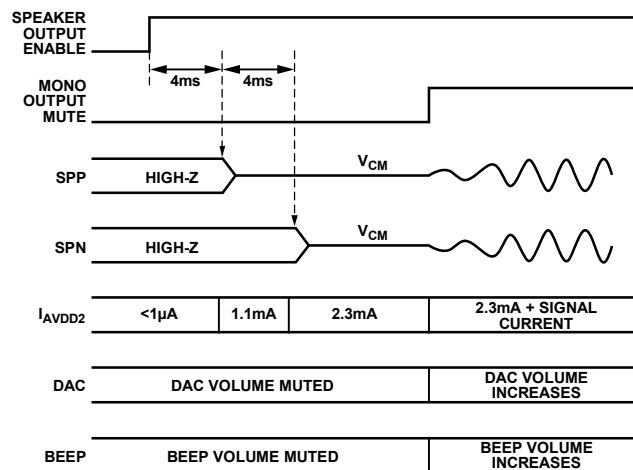 SPEAKER
OUTPUT
ENABLE
4ms 4ms
MONO
OUTPUT
MUTE
SPP HIGH-Z VCM
SPN HIGH-Z VCM
IAVDD2 <1µA 1.1mA 2.3mA 2.3mA + SIGNAL
CURRENT
DAC DAC VOLUME MUTED DAC VOLUME
INCREASES
BEEP BEEP VOLUME MUTED BEEP VOLUME
INCREASES